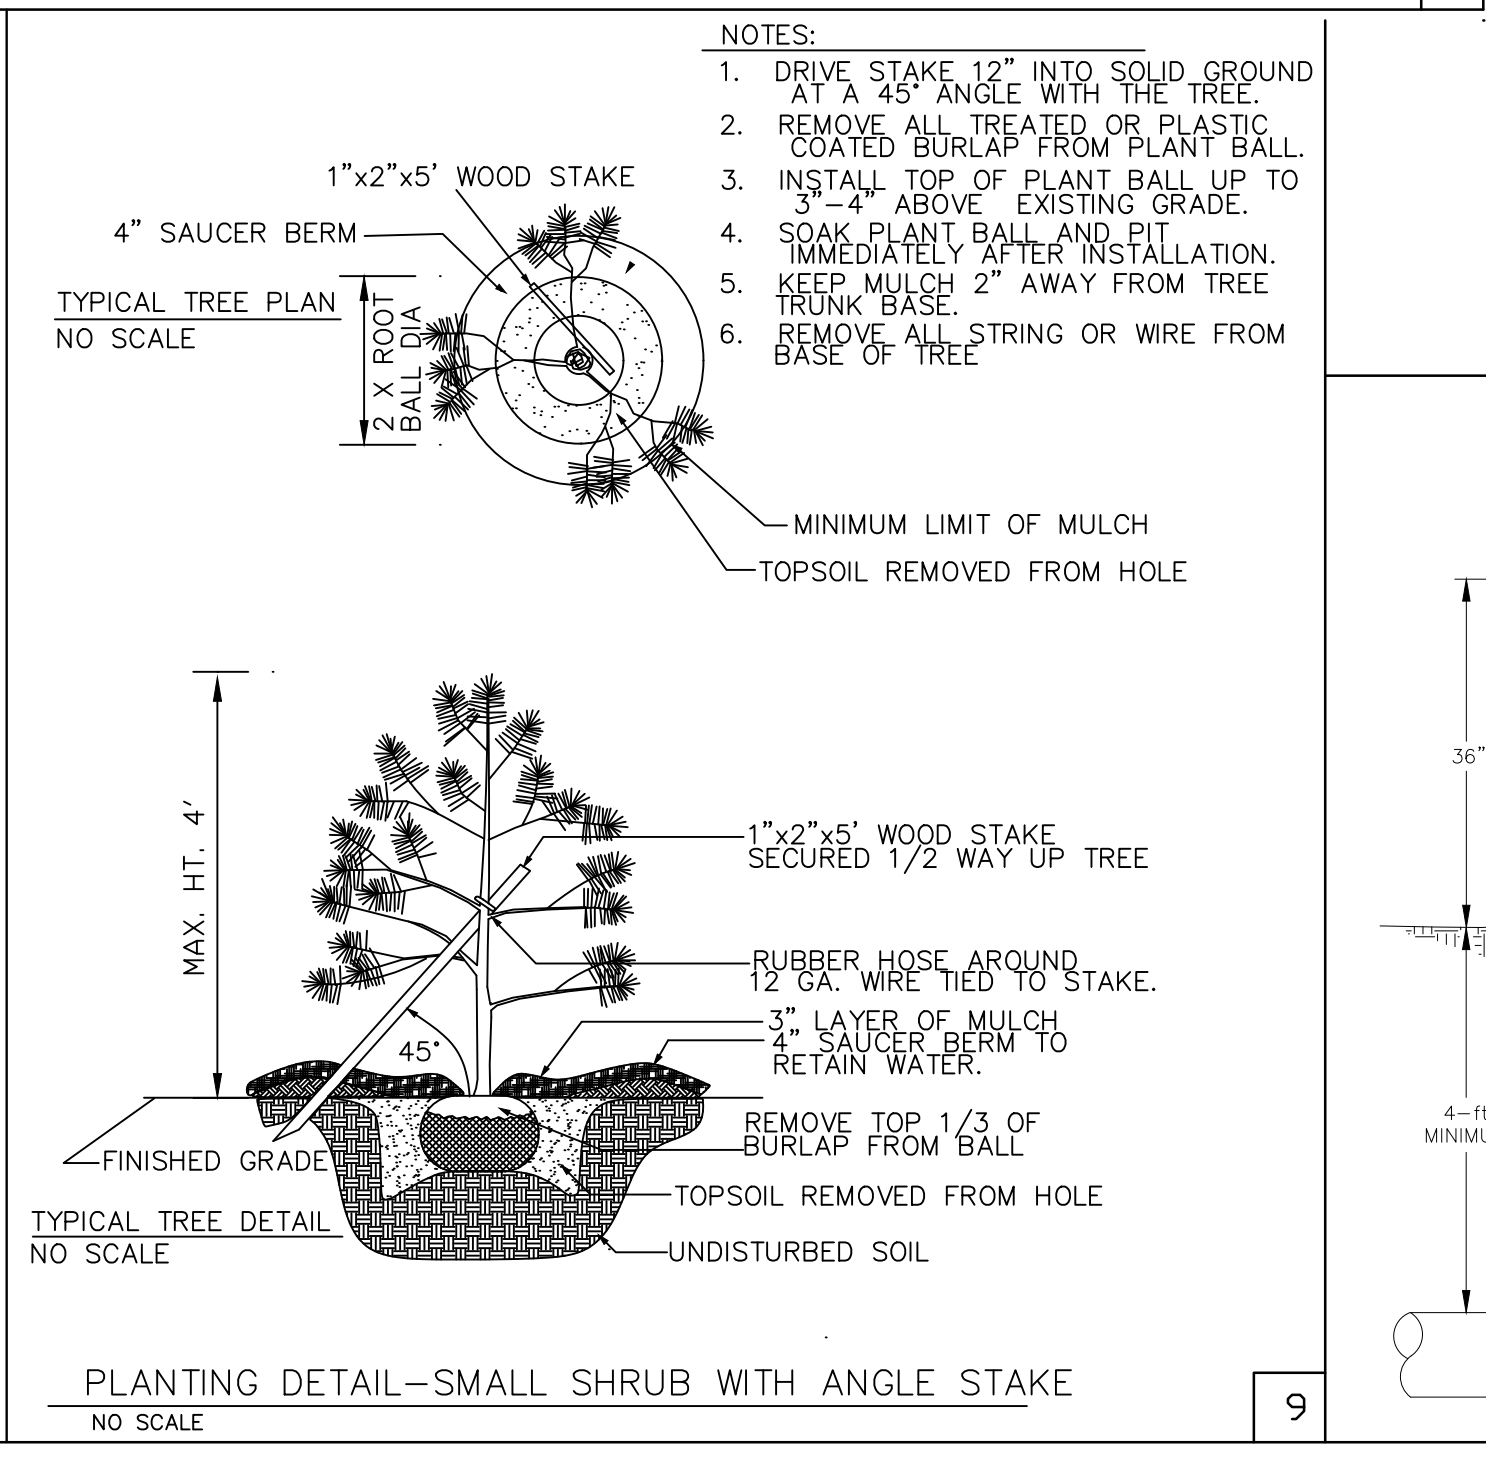 NOTES:
1. DRIVE STAKE 12" INTO SOLID GROUND
AT A 45° ANGLE WITH THE TREE.
2. REMOVE ALL TREATED OR PLASTIC
COATED BURLAP FROM PLANT BALL.
3. INSTALL TOP OF PLANT BALL UP TO
3"-4" ABOVE EXISTING GRADE.
4. SOAK PLANT BALL AND PIT
IMMEDIATELY AFTER INSTALLATION.
5. KEEP MULCH 2" AWAY FROM TREE
TRUNK BASE.
6. REMOVE ALL STRING OR WIRE FROM
BASE OF TREE
1"x2"x5' WOOD STAKE
4" SAUCER BERM
TYPICAL TREE PLAN
NO SCALE
2 X ROOT
BALL DIA
MINIMUM LIMIT OF MULCH
TOPSOIL REMOVED FROM HOLE
MAX. HT. 4'
1"x2"x5' WOOD STAKE
SECURED 1/2 WAY UP TREE
RUBBER HOSE AROUND
12 GA. WIRE TIED TO STAKE.
3" LAYER OF MULCH
4" SAUCER BERM TO
RETAIN WATER.
45°
REMOVE TOP 1/3 OF
BURLAP FROM BALL
FINISHED GRADE
TOPSOIL REMOVED FROM HOLE
TYPICAL TREE DETAIL
NO SCALE
UNDISTURBED SOIL
PLANTING DETAIL-SMALL SHRUB WITH ANGLE STAKE
NO SCALE
9
36"
4-ft
MINIMU